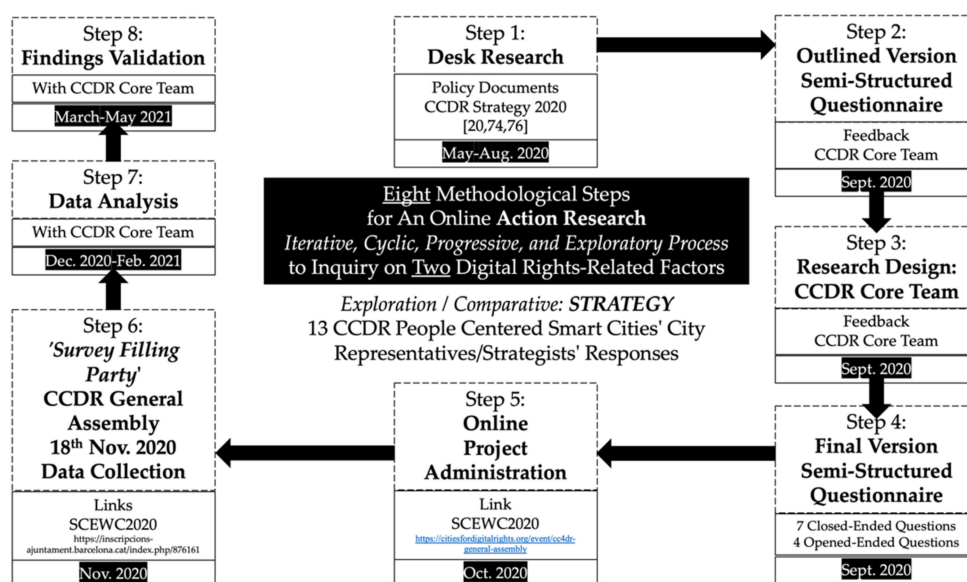 Step 1:
Desk Research
Policy Documents
CCDR Strategy 2020
[20,74,76]
May-Aug. 2020
Step 2:
Outlined Version
Semi-Structured
Questionnaire
Feedback
CCDR Core Team
Sept. 2020
Step 3:
Research Design:
CCDR Core Team
Feedback
CCDR Core Team
Sept. 2020
Step 4:
Final Version
Semi-Structured
Questionnaire
7 Closed-Ended Questions
4 Opened-Ended Questions
Sept. 2020
Step 5:
Online
Project
Administration
Link
SCEWC2020
https://citiesfordigitalrights.org/event/cc4dr-
general-assembly
Oct. 2020
Step 6:
'Survey Filling
Party'
CCDR General
Assembly
18th Nov. 2020
Data Collection
Links
SCEWC2020
https://inscripcions-
ajuntament.barcelona.cat/index.php/876161
Nov. 2020
Step 7:
Data Analysis
With CCDR Core Team
Dec. 2020-Feb. 2021
Step 8:
Findings Validation
With CCDR Core Team
March-May 2021
Eight Methodological Steps
for An Online Action Research
Iterative, Cyclic, Progressive, and Exploratory Process
to Inquiry on Two Digital Rights-Related Factors
Exploration / Comparative: STRATEGY
13 CCDR People Centered Smart Cities' City
Representatives/Strategists' Responses